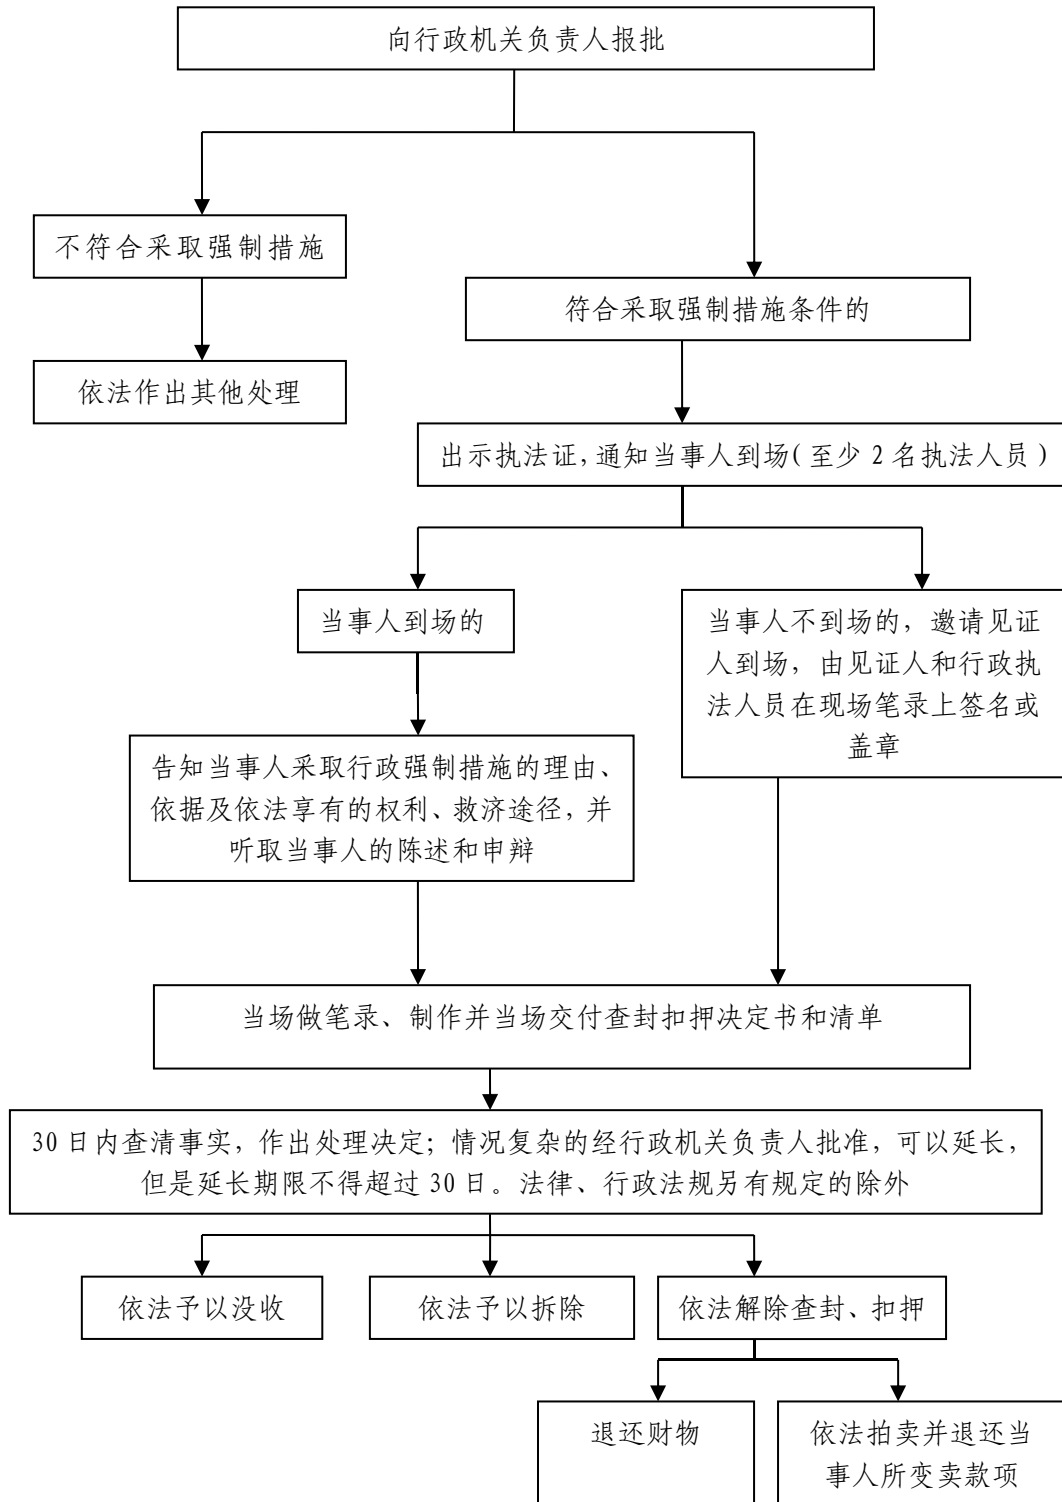 向行政机关负责人报批
不符合采取强制措施
符合采取强制措施条件的
依法作出其他处理
出示执法证,通知当事人到场(至少 2 名执法人员)
当事人到场的
当事人不到场的，邀请见证
人到场，由见证人和行政执
法人员在现场笔录上签名或
盖章
告知当事人采取行政强制措施的理由、
依据及依法享有的权利、救济途径,并
听取当事人的陈述和申辩
当场做笔录、制作并当场交付查封扣押决定书和清单
30 日内查清事实，作出处理决定；情况复杂的经行政机关负责人批准，可以延长，
但是延长期限不得超过 30 日。法律、行政法规另有规定的除外
依法予以没收
依法予以拆除
依法解除查封、扣押
退还财物
依法拍卖并退还当
事人所变卖款项